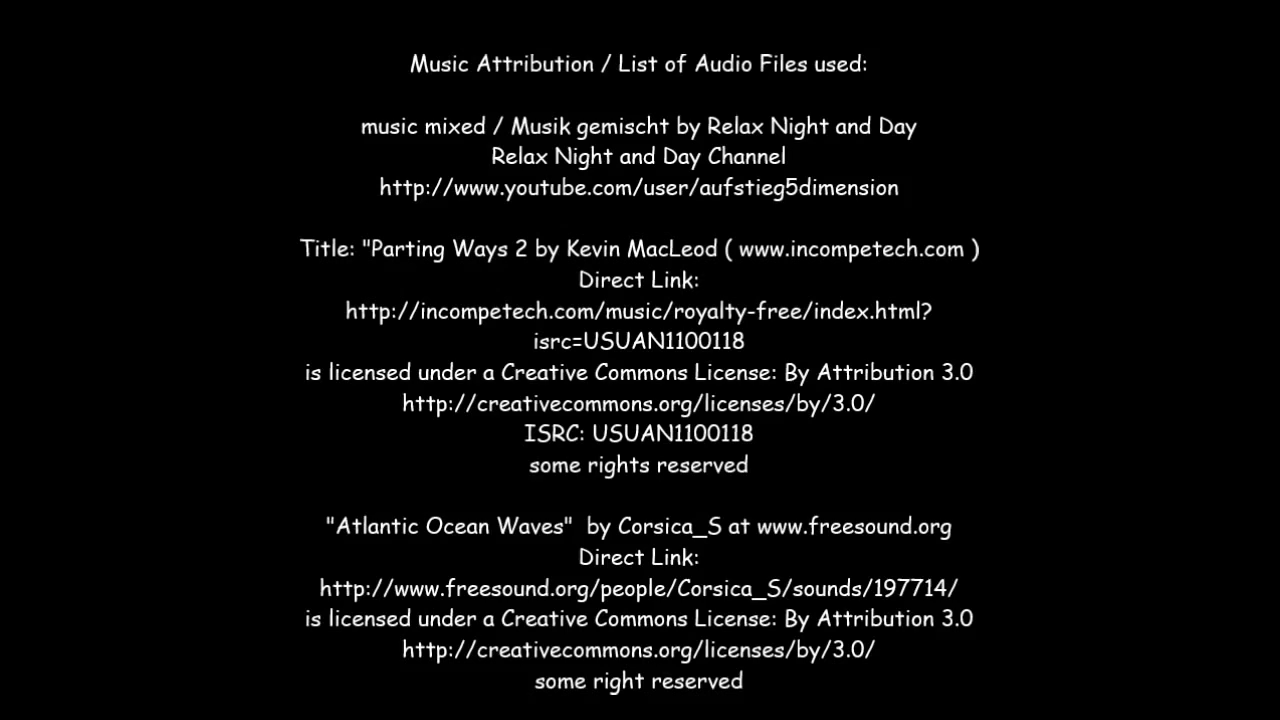 Music Attribution / List of Audio Files used:
music mixed / Musik gemischt by Relax Night and Day
Relax Night and Day Channel
http://www.youtube.com/user/aufstieg5dimension
Title: "Parting Ways 2 by Kevin MacLeod ( www.incompetech.com )
Direct Link:
http://incompetech.com/music/royalty-free/index.html?
isrc=USUAN1100118
is licensed under a Creative Commons License: By Attribution 3.0
http://creativecommons.org/licenses/by/3.0/
ISRC: USUAN1100118
some rights reserved
"Atlantic Ocean Waves"  by Corsica_S at www.freesound.org
Direct Link:
http://www.freesound.org/people/Corsica_S/sounds/197714/
is licensed under a Creative Commons License: By Attribution 3.0
http://creativecommons.org/licenses/by/3.0/
some right reserved